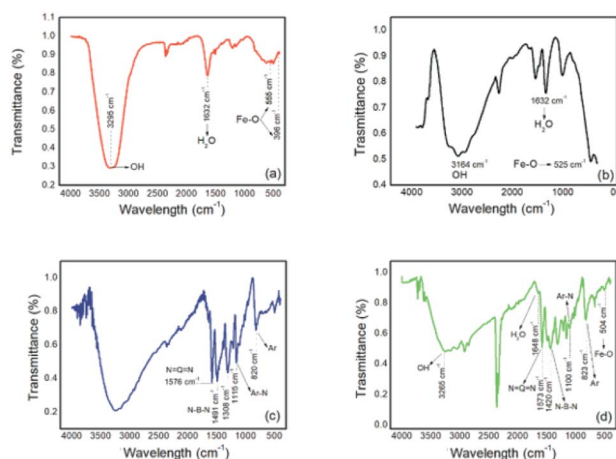 Transmittance (%)
1.1
1.0
0.9
0.8
0.7
0.6
0.5
0.4
0.3
0.2
3295 cm⁻¹
OH
1632 cm⁻¹
H₂O
Fe-O
555 cm⁻¹
396 cm⁻¹
(a)
4000 3500 3000 2500 2000 1500 1000 500
Wavelength (cm⁻¹)
Transmittance (%)
1.0
0.9
0.8
0.7
0.6
0.5
0.4
3164 cm⁻¹
OH
1632 cm⁻¹
H₂O
Fe-O
525 cm⁻¹
(b)
4000 3000 2000 1000 0
Wavelength (cm⁻¹)
Transmittance (%)
1.0
0.8
0.6
0.4
0.2
N=Q=N
1576 cm⁻¹
N-B-N
1491 cm⁻¹
1308 cm⁻¹
1115 cm⁻¹
Ar-N
820 cm⁻¹
Ar
(c)
4000 3500 3000 2500 2000 1500 1000 500
Wavelength (cm⁻¹)
Transmittance (%)
1.0
0.8
0.6
0.4
0.2
0.0
OH
3265 cm⁻¹
H₂O
1648 cm⁻¹
N=Q=N
1573 cm⁻¹
1420 cm⁻¹
N-B-N
Ar-N
1100 cm⁻¹
823 cm⁻¹
Ar
504 cm⁻¹
Fe-O
(d)
4000 3500 3000 2500 2000 1500 1000 500
Wavelength (cm⁻¹)